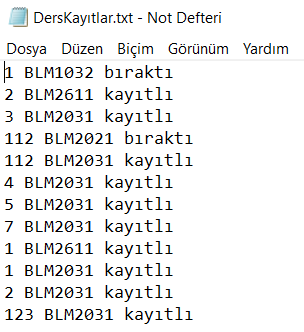 DersKayıtlar.txt - Not Defteri
Dosya Düzen Biçim Görünüm Yardım
1 BLM1032 bıraktı
2 BLM2611 kayıtlı
3 BLM2031 kayıtlı
112 BLM2021 bıraktı
112 BLM2031 kayıtlı
4 BLM2031 kayıtlı
5 BLM2031 kayıtlı
7 BLM2031 kayıtlı
1 BLM2611 kayıtlı
1 BLM2031 kayıtlı
2 BLM2031 kayıtlı
123 BLM2031 kayıtlı